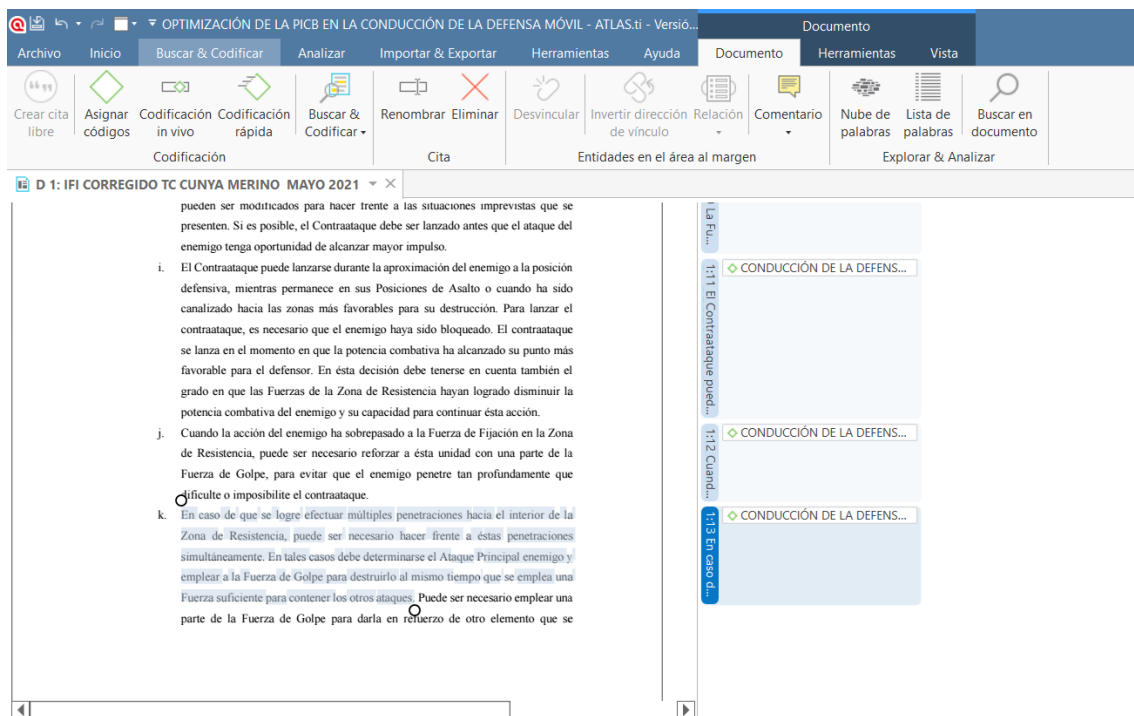 OPTIMIZACIÓN DE LA PICB EN LA CONDUCCIÓN DE LA DEFENSA MÓVIL - ATLAS.ti - Versió...
Documento
Archivo Inicio Buscar & Codificar Analizar Importar & Exportar Herramientas Ayuda Documento Herramientas Vista
Crear cita libre
Asignar códigos
Codificación in vivo
Codificación rápida
Buscar & Codificar
Renombrar
Eliminar
Desvincular
Invertir dirección de vínculo
Relación
Comentario
Nube de palabras
Lista de palabras
Buscar en documento
Codificación Cita Entidades en el área al margen Explorar & Analizar
D 1: IFI CORREGIDO TC CUNYA MERINO MAYO 2021
pueden ser modificados para hacer frente a las situaciones imprevistas que se
presenten. Si es posible, el Contraataque debe ser lanzado antes que el ataque del
enemigo tenga oportunidad de alcanzar mayor impulso.
i. El Contraataque puede lanzarse durante la aproximación del enemigo a la posición
defensiva, mientras permanece en sus Posiciones de Asalto o cuando ha sido
canalizado hacia las zonas más favorables para su destrucción. Para lanzar el
contraataque, es necesario que el enemigo haya sido bloqueado. El contraataque
se lanza en el momento en que la potencia combativa ha alcanzado su punto más
favorable para el defensor. En ésta decisión debe tenerse en cuenta también el
grado en que las Fuerzas de la Zona de Resistencia hayan logrado disminuir la
potencia combativa del enemigo y su capacidad para continuar ésta acción.
j. Cuando la acción del enemigo ha sobrepasado a la Fuerza de Fijación en la Zona
de Resistencia, puede ser necesario reforzar a ésta unidad con una parte de la
Fuerza de Golpe, para evitar que el enemigo penetre tan profundamente que
dificulte o imposibilite el contraataque.
k. En caso de que se logre efectuar múltiples penetraciones hacia el interior de la
Zona de Resistencia, puede ser necesario hacer frente a éstas penetraciones
simultáneamente. En tales casos debe determinarse el Ataque Principal enemigo y
emplear a la Fuerza de Golpe para destruirlo al mismo tiempo que se emplea una
Fuerza suficiente para contener los otros ataques. Puede ser necesario emplear una
parte de la Fuerza de Golpe para darla en refuerzo de otro elemento que se
La Fu...
1:11 El Contraataque pued...
CONDUCCIÓN DE LA DEFENS...
1:12 Cuand...
CONDUCCIÓN DE LA DEFENS...
1:13 En caso d...
CONDUCCIÓN DE LA DEFENS...